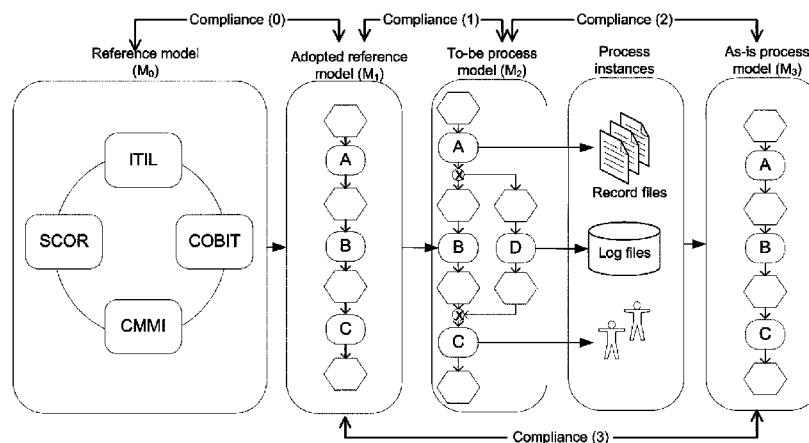 Compliance (0)
Compliance (1)
Compliance (2)
Reference model
(M0)
Adopted reference
model (M1)
To-be process
model (M2)
Process
instances
As-is process
model (M3)
ITIL
SCOR
COBIT
CMMI
A
B
C
A
X
B
D
X
C
Record files
Log files
A
B
C
Compliance (3)